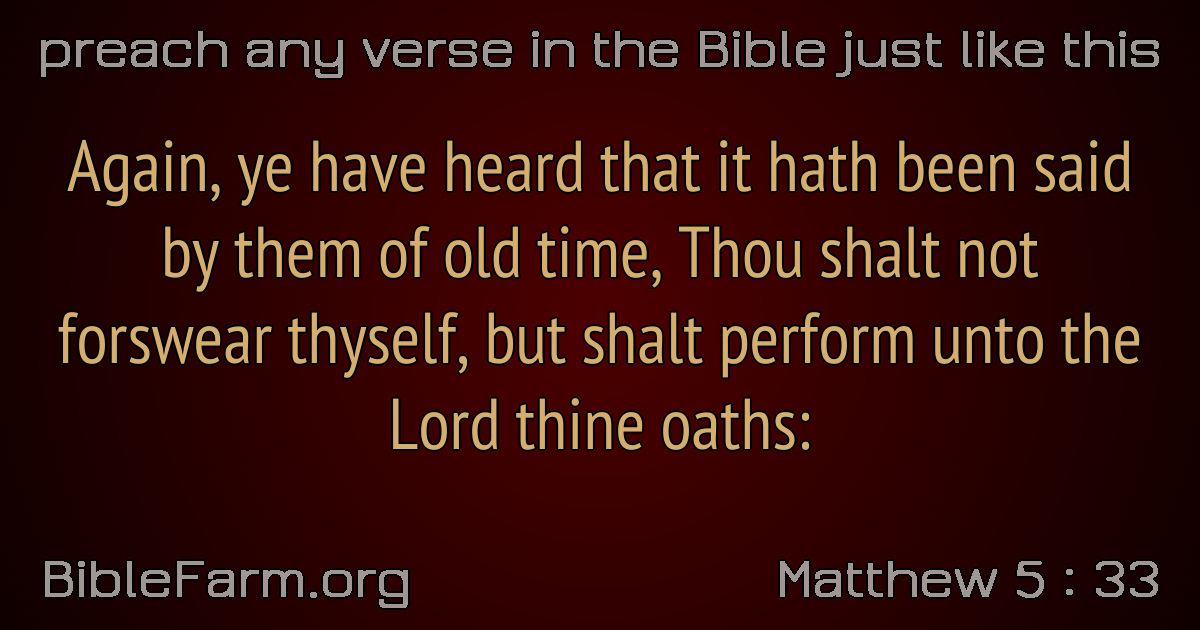 preach any verse in the Bible just like this
Again, ye have heard that it hath been said
by them of old time, Thou shalt not
forswear thyself, but shalt perform unto the
Lord thine oaths:
BibleFarm.org
Matthew 5 : 33